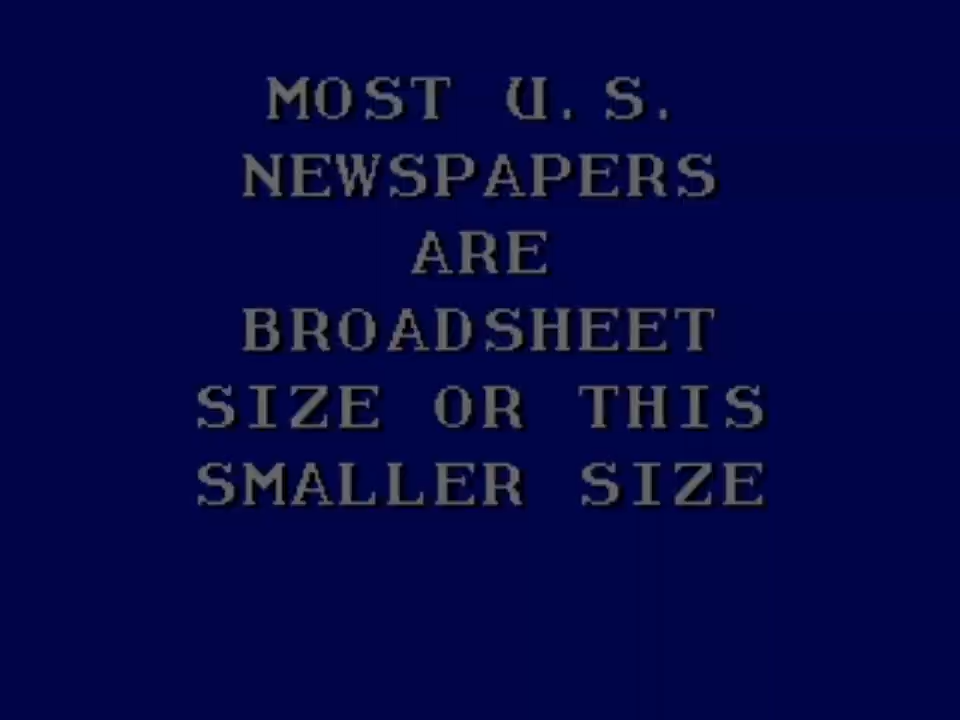 MOST U.S.
NEWSPAPERS
ARE
BROADSHEET
SIZE OR THIS
SMALLER SIZE